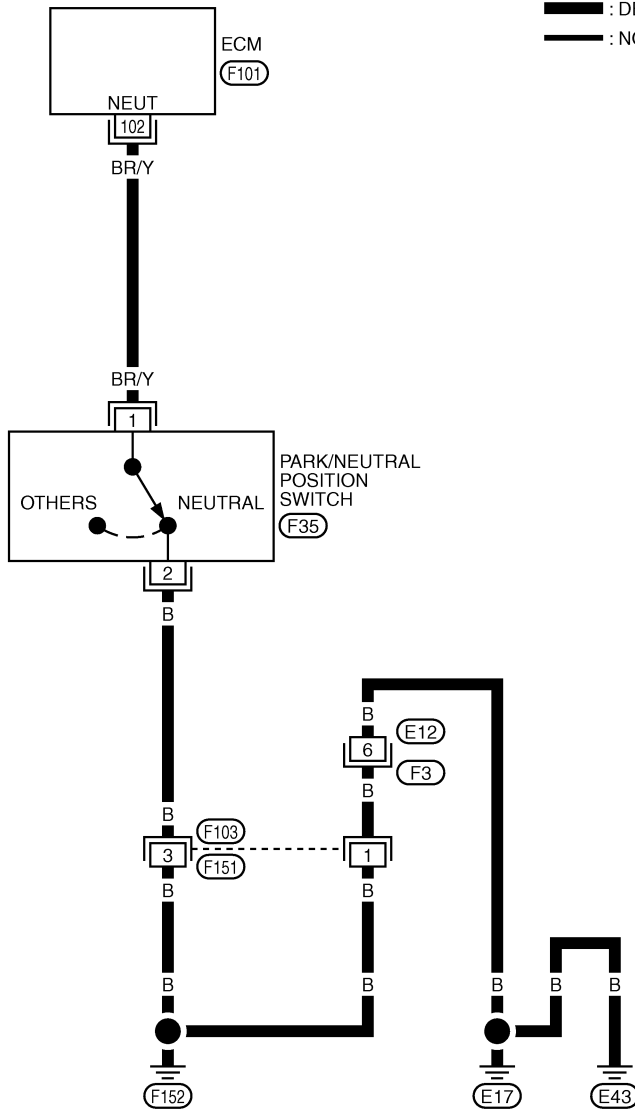 ECM
F101
NEUT
102
BR/Y
BR/Y
1
PARK/NEUTRAL
POSITION
SWITCH
OTHERS
NEUTRAL
F35
2
B
B
E12
6
F3
B
B
F103
3
1
F151
B
B
B
B
B
B
B
F152
E17
E43